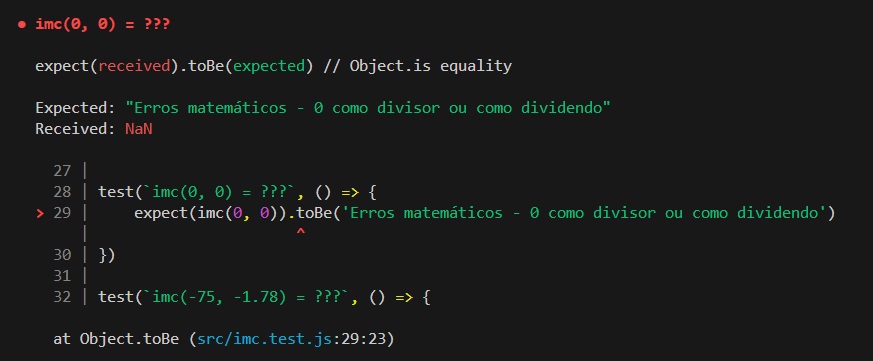 ● imc(0, 0) = ???
expect(received).toBe(expected) // Object.is equality
Expected: "Erros matemáticos - 0 como divisor ou como dividendo"
Received: NaN
27 |
28 | test(`imc(0, 0) = ???`, () => {
> 29 |     expect(imc(0, 0)).toBe('Erros matemáticos - 0 como divisor ou como dividendo')
|                       ^
30 | })
31 |
32 | test(`imc(-75, -1.78) = ???`, () => {
at Object.toBe (src/imc.test.js:29:23)